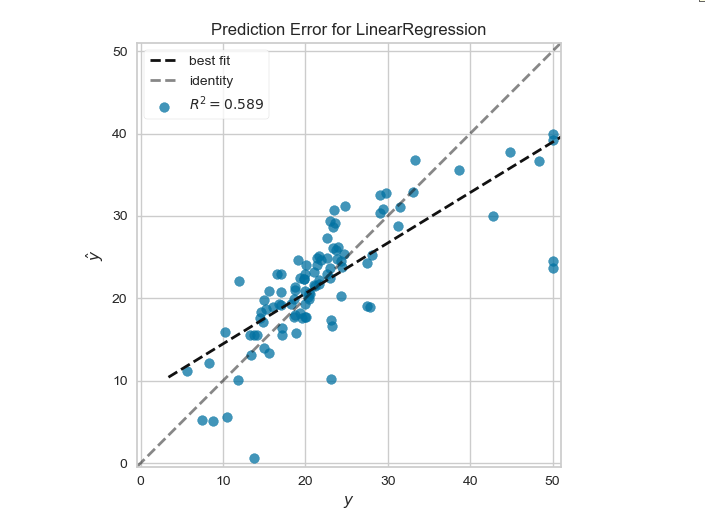 Prediction Error for LinearRegression
50
best fit
identity
R² = 0.589
40
30
ŷ
20
10
0
0 10 20 30 40 50
y